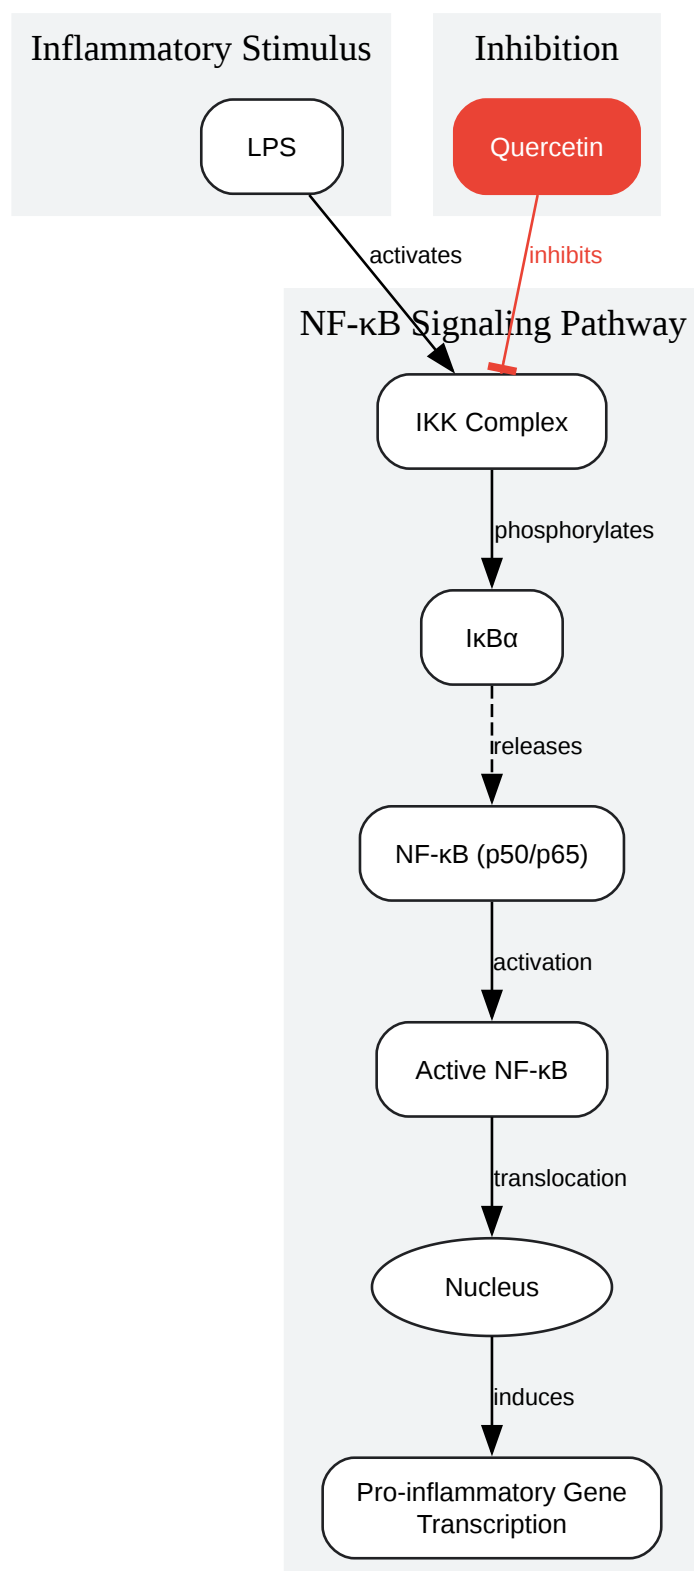 Inflammatory Stimulus
Inhibition
LPS
Quercetin
activates
inhibits
NF-κB Signaling Pathway
IKK Complex
phosphorylates
IκBα
releases
NF-κB (p50/p65)
activation
Active NF-κB
translocation
Nucleus
induces
Pro-inflammatory Gene
Transcription